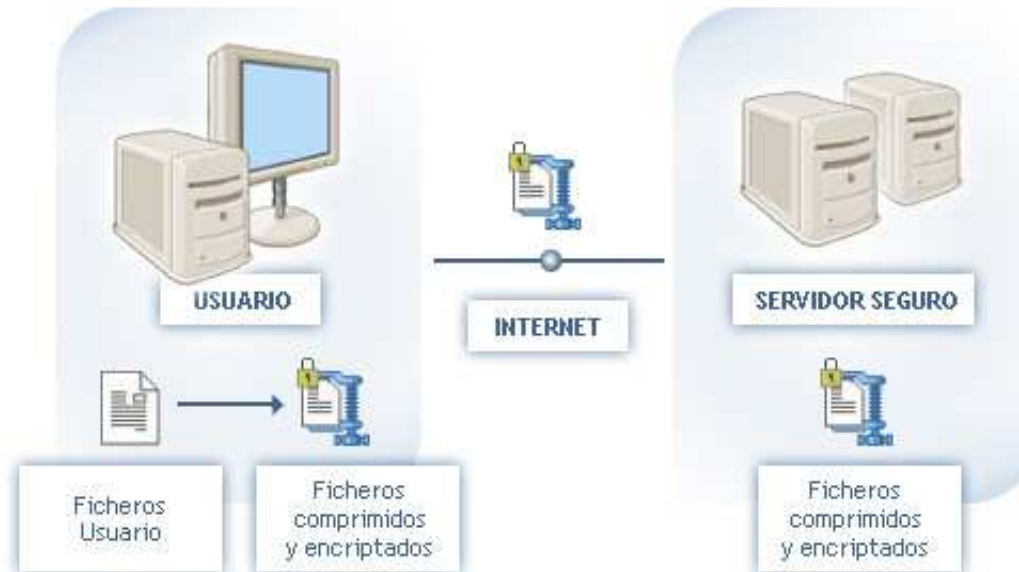 USUARIO
INTERNET
SERVIDOR SEGURO
Ficheros
Usuario
Ficheros
comprimidos
y encriptados
Ficheros
comprimidos
y encriptados